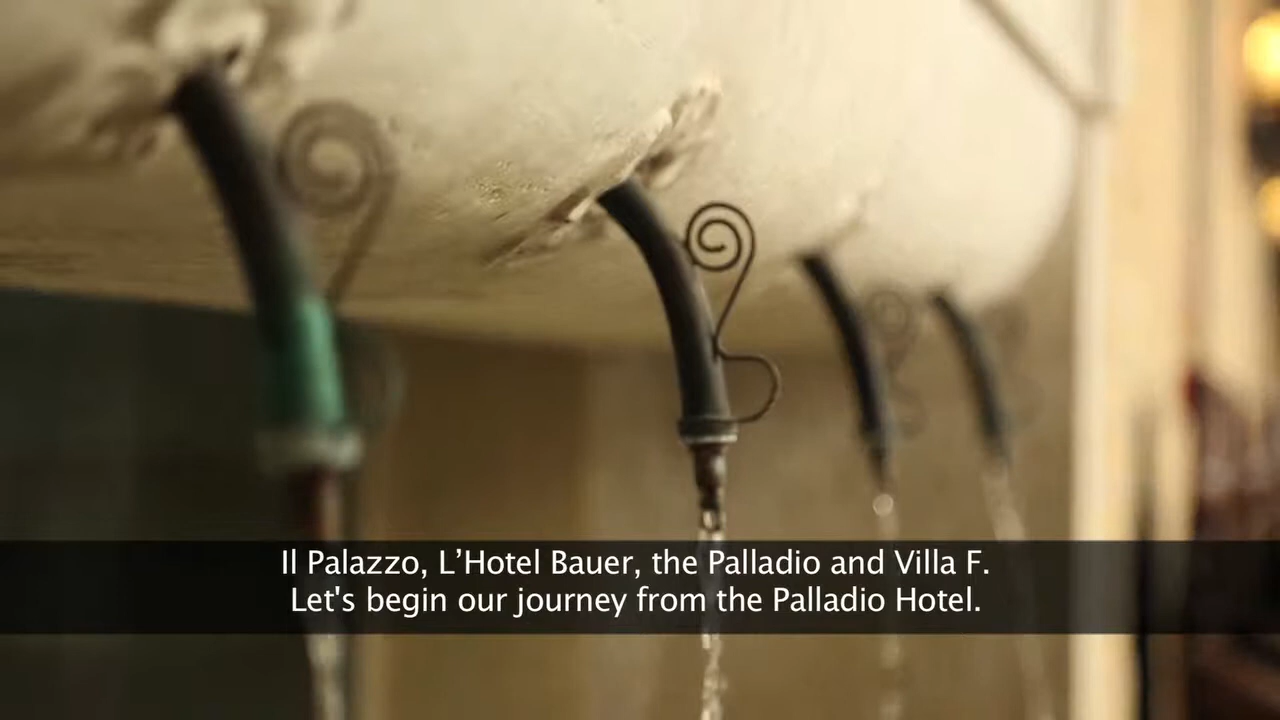 Il Palazzo, L’Hotel Bauer, the Palladio and Villa F.
Let's begin our journey from the Palladio Hotel.